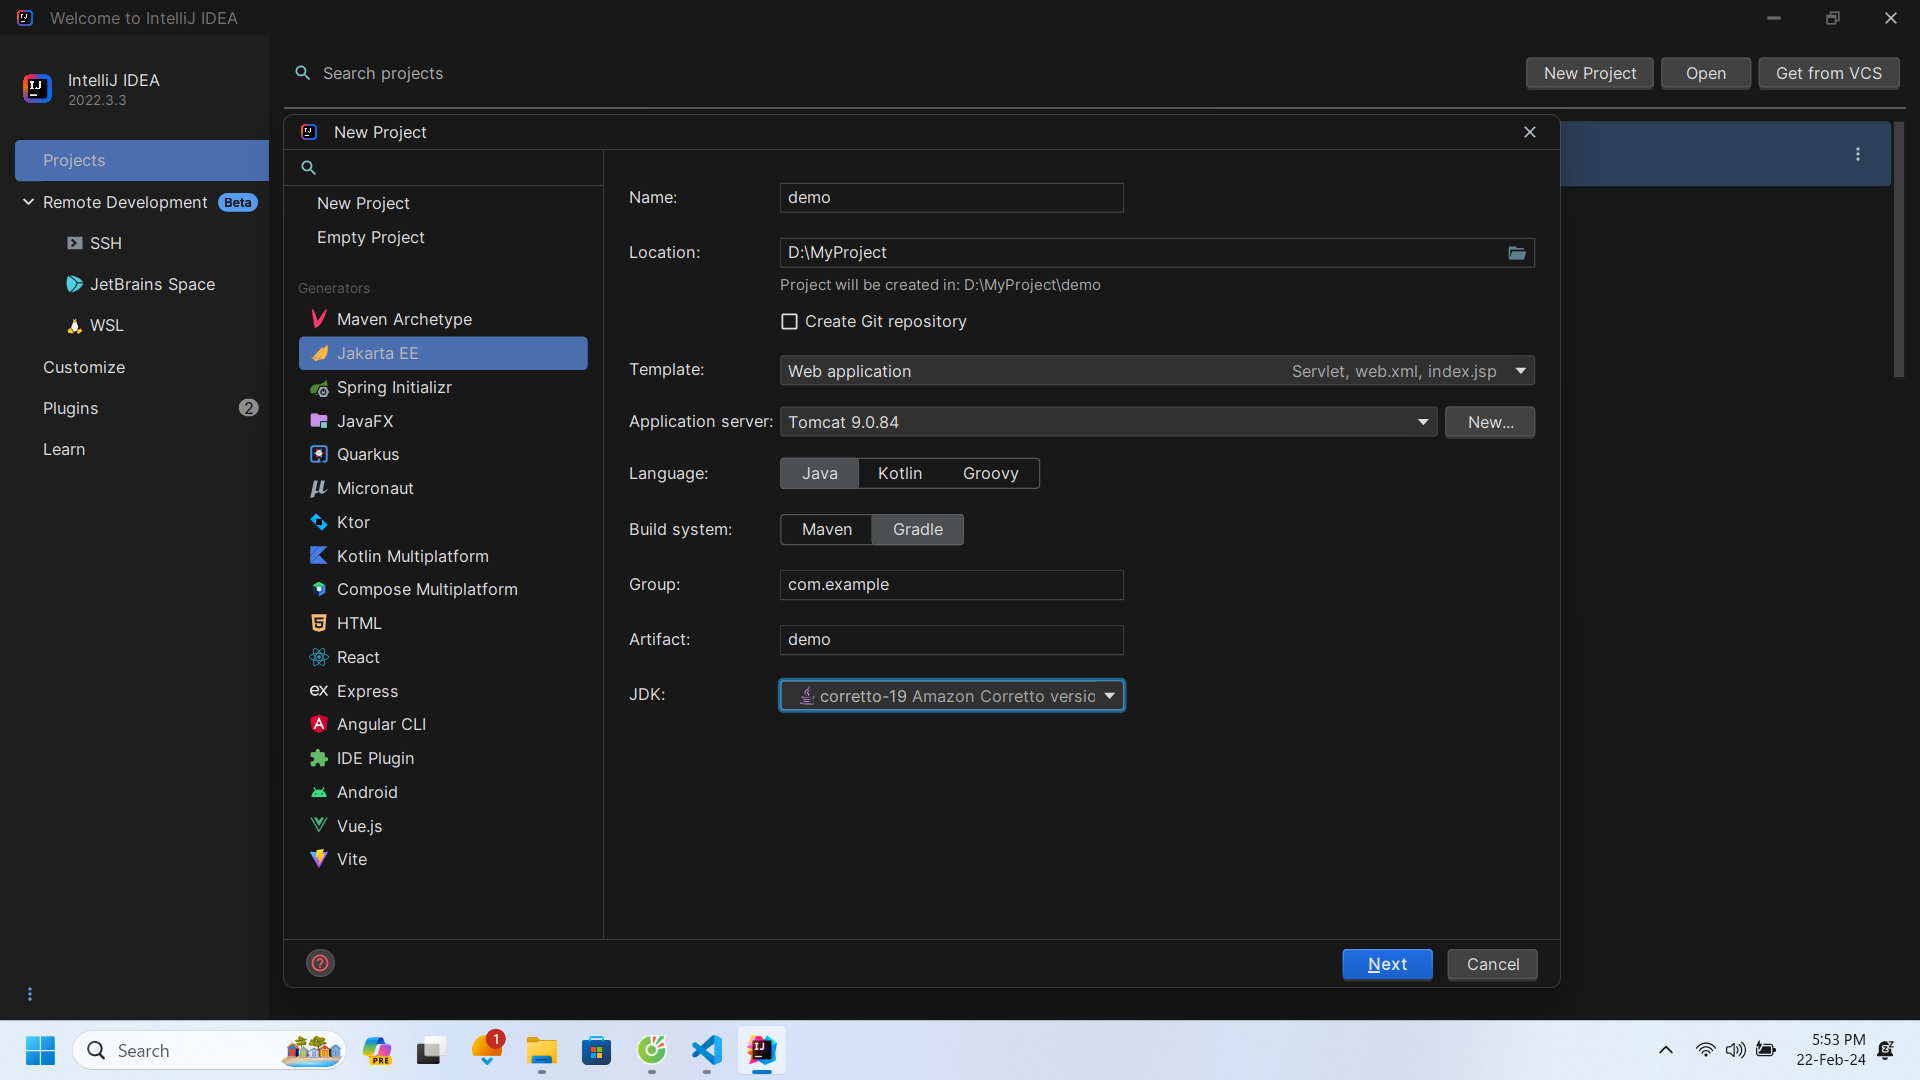 Welcome to IntelliJ IDEA
IntelliJ IDEA
2022.3.3
Search projects
New Project
Open
Get from VCS
Projects
Remote Development
Beta
SSH
JetBrains Space
WSL
Customize
Plugins
2
Learn
New Project
New Project
Empty Project
Generators
Maven Archetype
Jakarta EE
Spring Initializr
JavaFX
Quarkus
Micronaut
Ktor
Kotlin Multiplatform
Compose Multiplatform
HTML
React
Express
Angular CLI
IDE Plugin
Android
Vue.js
Vite
Name:
demo
Location:
D:\MyProject
Project will be created in: D:\MyProject\demo
Create Git repository
Template:
Web application
Servlet, web.xml, index.jsp
Application server:
Tomcat 9.0.84
New...
Language:
Java
Kotlin
Groovy
Build system:
Maven
Gradle
Group:
com.example
Artifact:
demo
JDK:
corretto-19 Amazon Corretto versio
Next
Cancel
Search
PRE
1
5:53 PM
22-Feb-24